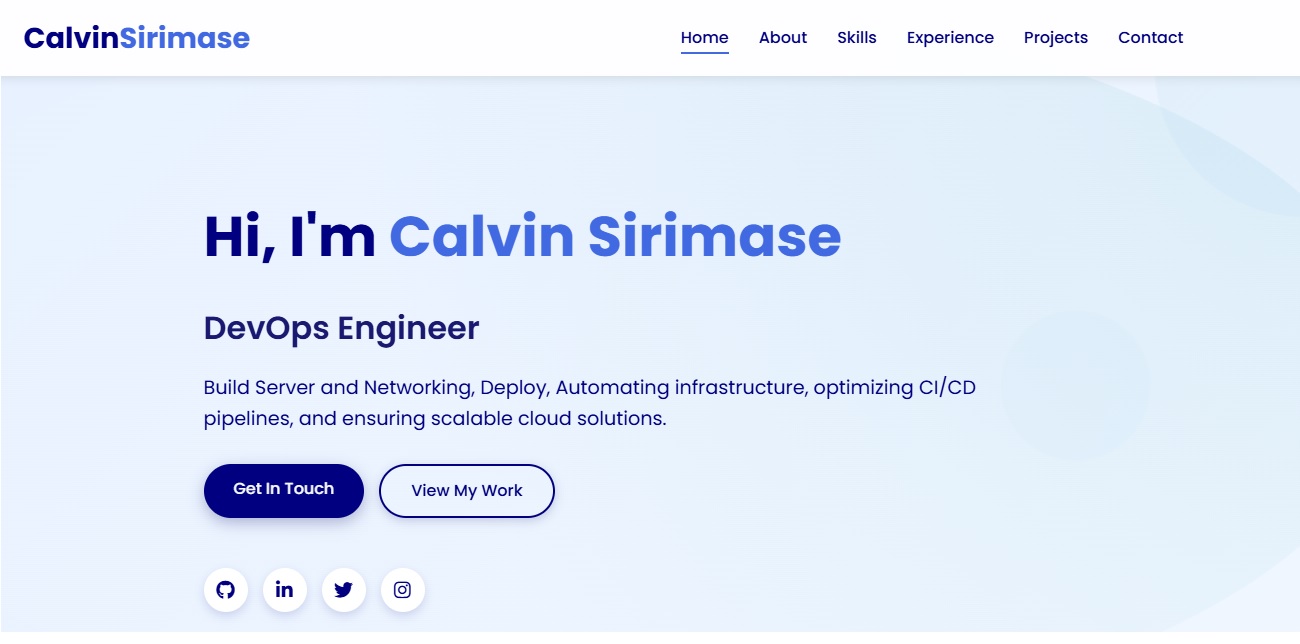 CalvinSirimase
Home About Skills Experience Projects Contact
Hi, I'm Calvin Sirimase
DevOps Engineer
Build Server and Networking, Deploy, Automating infrastructure, optimizing CI/CD
pipelines, and ensuring scalable cloud solutions.
Get In Touch
View My Work
in